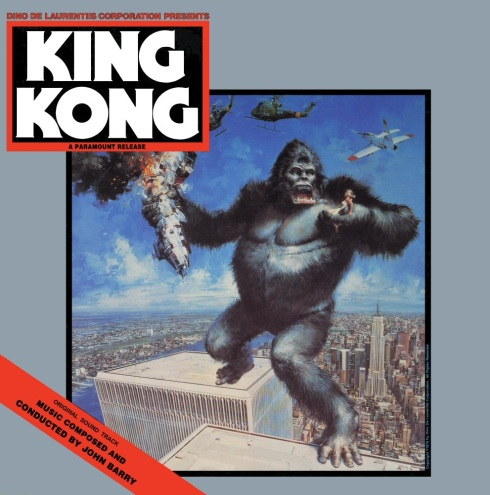 DINO DE LAURENTIIS CORPORATION PRESENTS
KING
KONG
A PARAMOUNT RELEASE
ORIGINAL SOUND TRACK
MUSIC COMPOSED AND
CONDUCTED BY JOHN BARRY